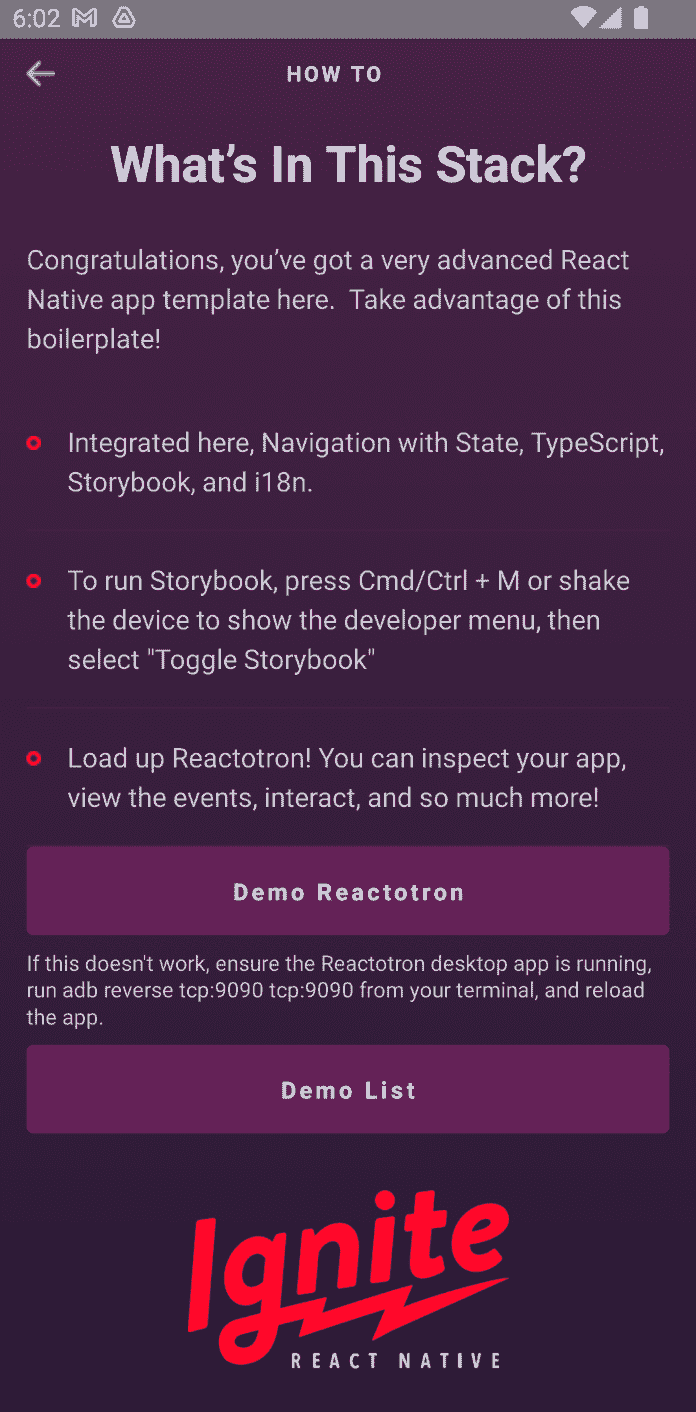 6:02
HOW TO
What’s In This Stack?
Congratulations, you’ve got a very advanced React
Native app template here.  Take advantage of this
boilerplate!
Integrated here, Navigation with State, TypeScript,
Storybook, and i18n.
To run Storybook, press Cmd/Ctrl + M or shake
the device to show the developer menu, then
select "Toggle Storybook"
Load up Reactotron! You can inspect your app,
view the events, interact, and so much more!
Demo Reactotron
If this doesn't work, ensure the Reactotron desktop app is running,
run adb reverse tcp:9090 tcp:9090 from your terminal, and reload
the app.
Demo List
Ignite
REACT NATIVE